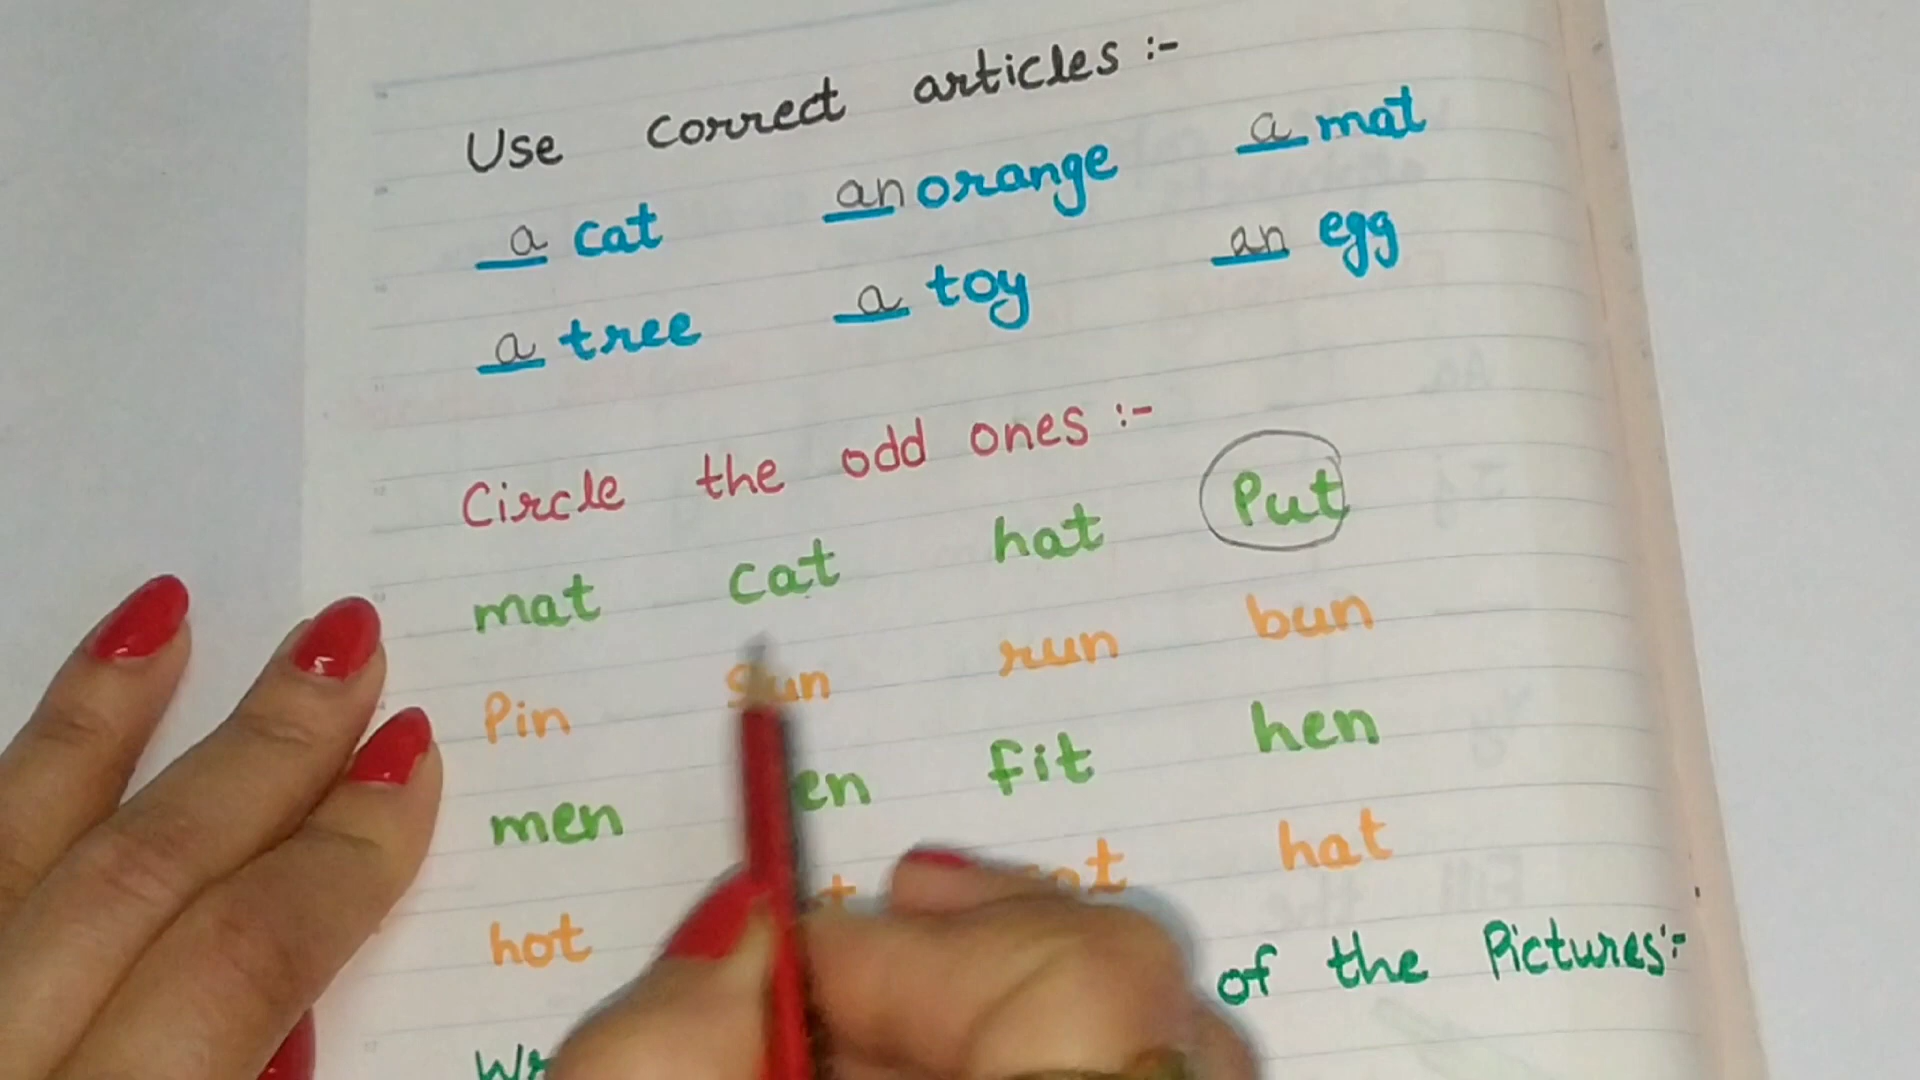 Use correct articles :-
a cat an orange a mat
a tree a toy an egg
Circle the odd ones :-
mat cat hat Put
Pin Sun run bun
men fit hen
hot hat
of the Pictures:-